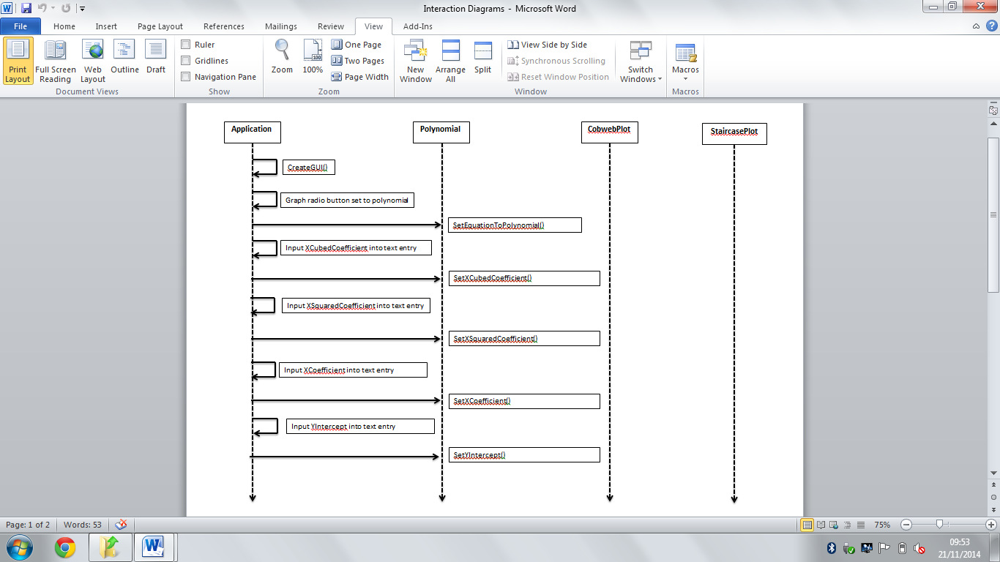 Interaction Diagrams - Microsoft Word
File Home Insert Page Layout References Mailings Review View Add-Ins
Print Layout
Full Screen Reading
Web Layout
Outline
Draft
Document Views
Ruler
Gridlines
Navigation Pane
Show
Zoom
100%
One Page
Two Pages
Page Width
Zoom
New Window
Arrange All
Split
View Side by Side
Synchronous Scrolling
Reset Window Position
Window
Switch Windows
Macros
Macros
Application
Polynomial
CobwebPlot
StaircasePlot
CreateGUI()
Graph radio button set to polynomial
SetEquationToPolynomial()
Input XCubedCoefficient into text entry
SetXCubedCoefficient()
Input XSquaredCoefficient into text entry
SetXSquaredCoefficient()
Input XCoefficient into text entry
SetXCoefficient()
Input YIntercept into text entry
SetYIntercept()
Page: 1 of 2 Words: 53 75%
09:53
21/11/2014